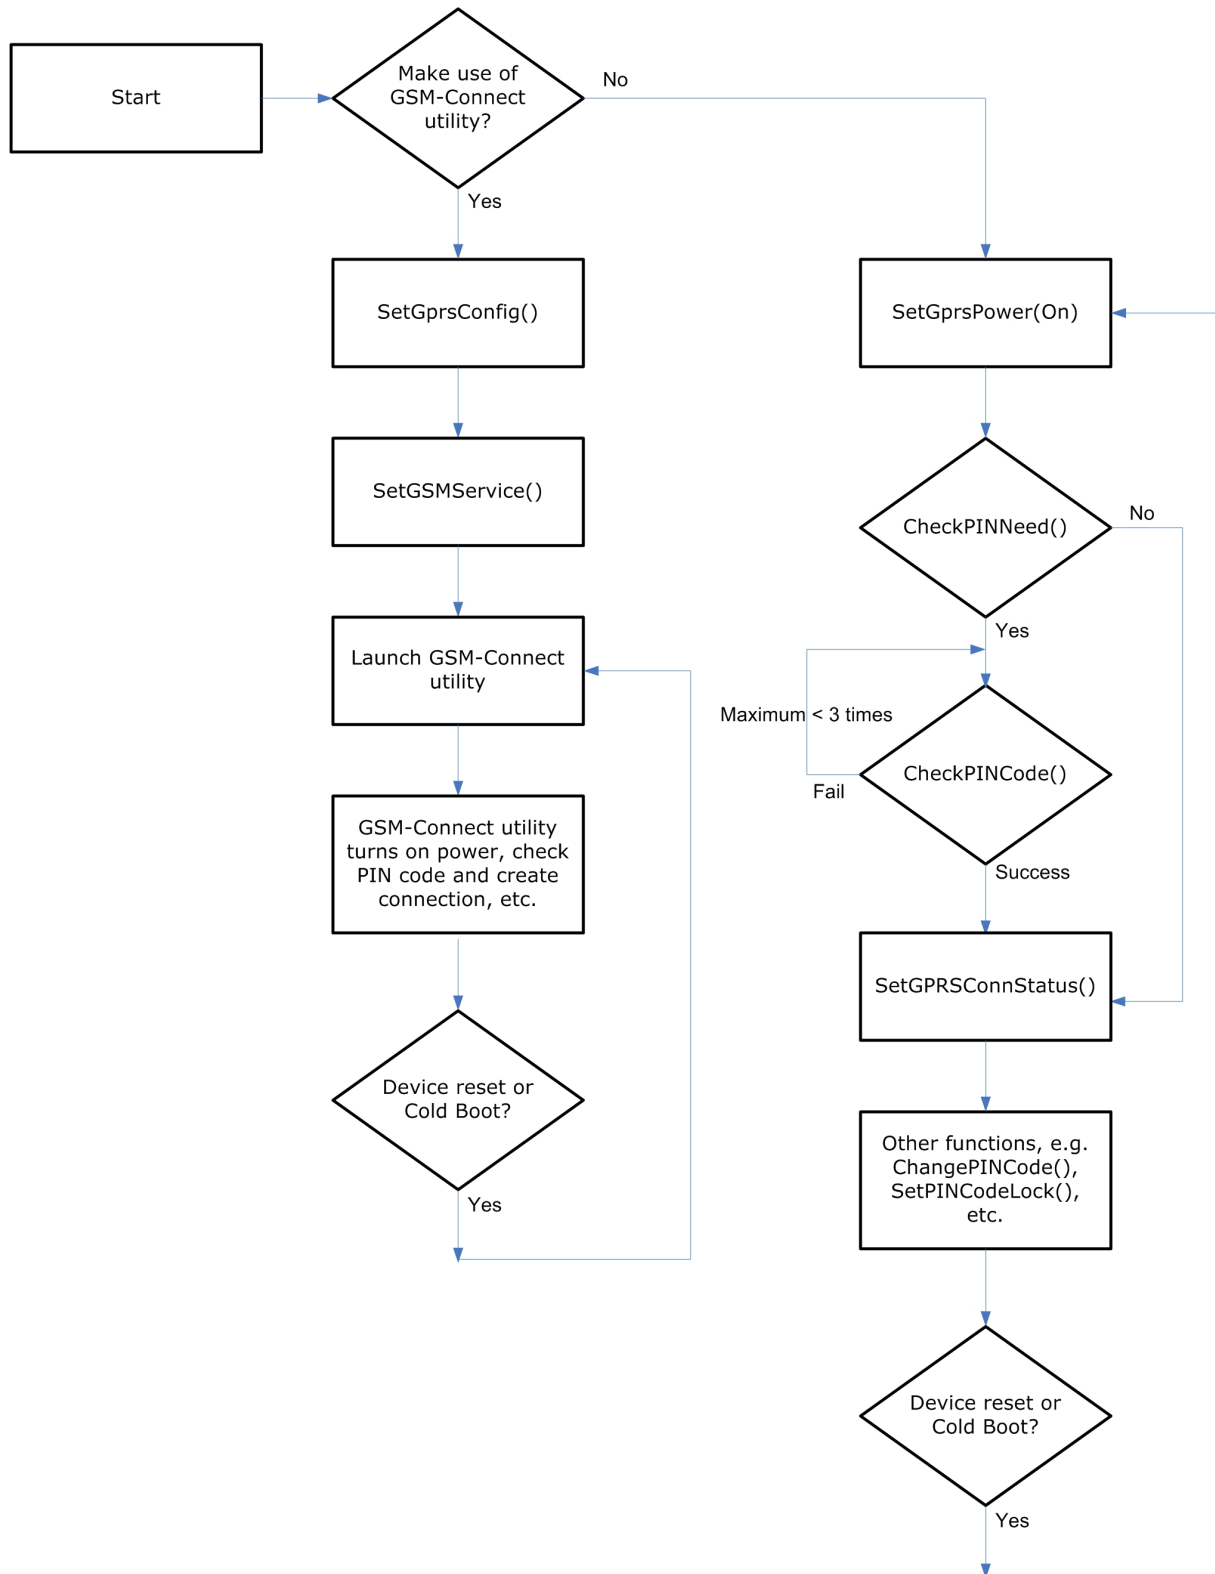 Start
Make use of
GSM-Connect
utility?
No
Yes
SetGprsConfig()
SetGprsPower(On)
SetGSMService()
CheckPINNeed()
No
Yes
Launch GSM-Connect
utility
Maximum < 3 times
CheckPINCode()
Fail
Success
GSM-Connect utility
turns on power, check
PIN code and create
connection, etc.
SetGPRSConnStatus()
Device reset or
Cold Boot?
Yes
Other functions, e.g.
ChangePINCode(),
SetPINCodeLock(),
etc.
Device reset or
Cold Boot?
Yes